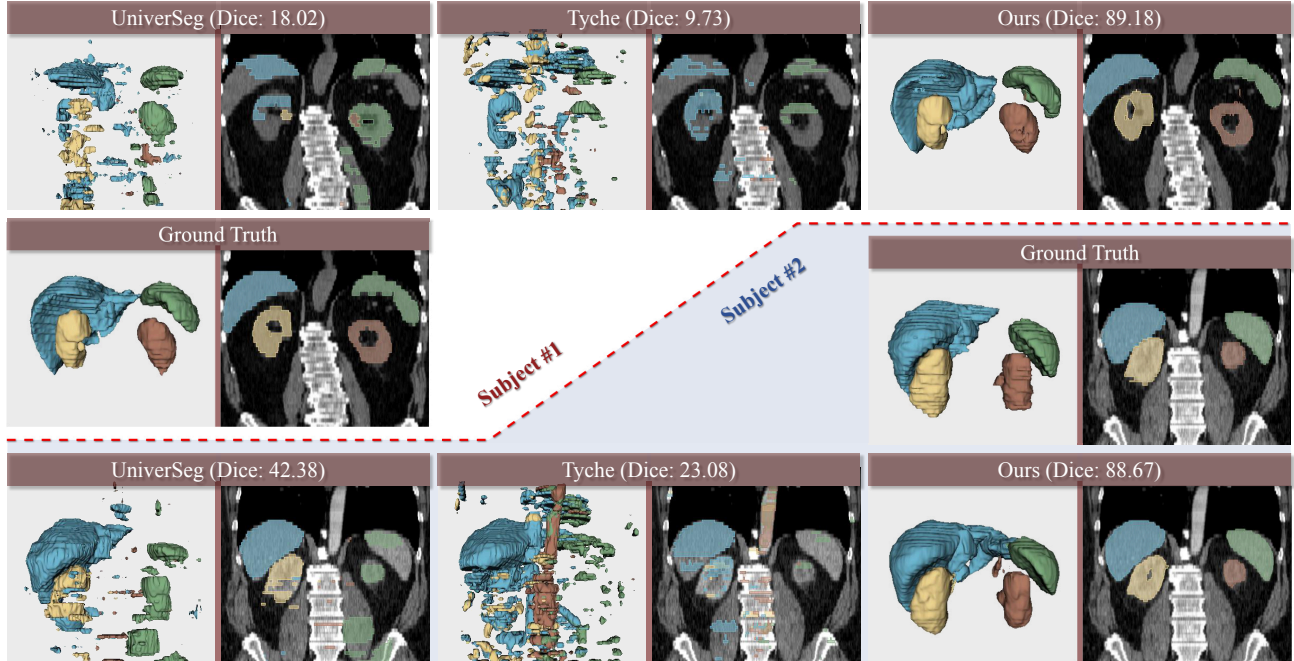 UniverSeg (Dice: 18.02)
Tyche (Dice: 9.73)
Ours (Dice: 89.18)
Ground Truth
Subject #1
Subject #2
Ground Truth
UniverSeg (Dice: 42.38)
Tyche (Dice: 23.08)
Ours (Dice: 88.67)